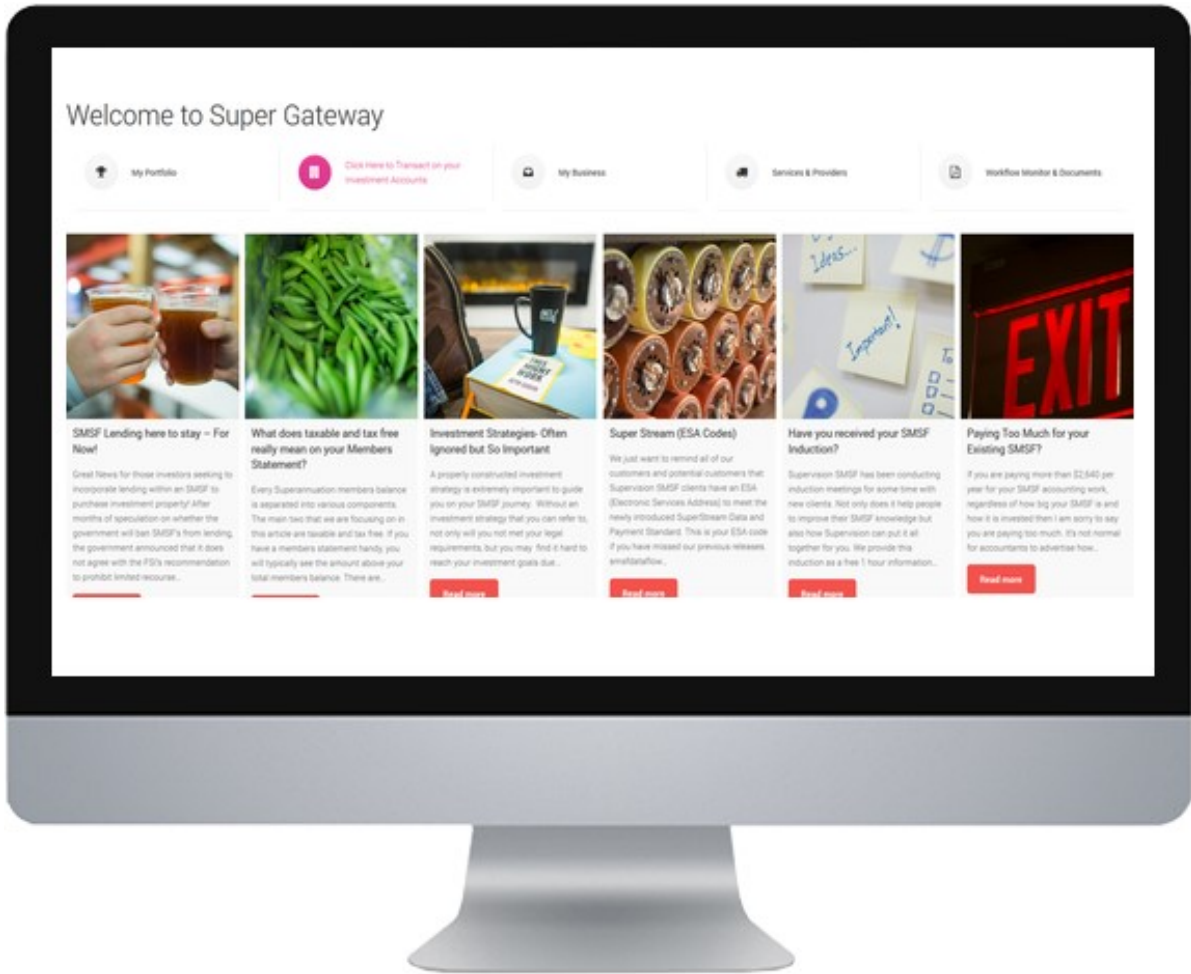 Welcome to Super Gateway
My Portfolio
Click Here to Transact on your
Investment Accounts
My Business
Services & Providers
Workflow Monitor & Documents
Ideas...
Important!
To
EXIT
THIS
MIGHT
WORK
SMSF Lending here to stay – For
Now!
Great News for those investors seeking to
incorporate lending within an SMSF to
purchase investment property! After
months of speculation on whether the
government will ban SMSF's from lending,
the government announced that it does
not agree with the FSI's recommendation
to prohibit limited recourse...
What does taxable and tax free
really mean on your Members
Statement?
Every Superannuation members balance
is separated into various components.
The main two that we are focusing on in
this article are taxable and tax free. If you
have a members statement handy, you
will typically see the amount above your
total members balance. There are...
Investment Strategies- Often
Ignored but So Important
A properly constructed investment
strategy is extremely important to guide
you on your SMSF journey. Without an
investment strategy that you can refer to,
not only will you not met your legal
requirements, but you may find it hard to
reach your investment goals due...
Read more
Super Stream (ESA Codes)
We just want to remind all of our
customers and potential customers that
Supervision SMSF clients have an ESA
(Electronic Services Address) to meet the
newly introduced SuperStream Data and
Payment Standard. This is your ESA code
if you have missed our previous releases.
smsfdataflow...
Read more
Have you received your SMSF
Induction?
Supervision SMSF has been conducting
induction meetings for some time with
new clients. Not only does it help people
to improve their SMSF knowledge but
also how Supervision can put it all
together for you. We provide this
induction as a free 1 hour information...
Read more
Paying Too Much for your
Existing SMSF?
If you are paying more than $2,640 per
year for your SMSF accounting work,
regardless of how big your SMSF is and
how it is invested then I am sorry to say
you are paying too much. It's not normal
for accountants to advertise how...
Read more